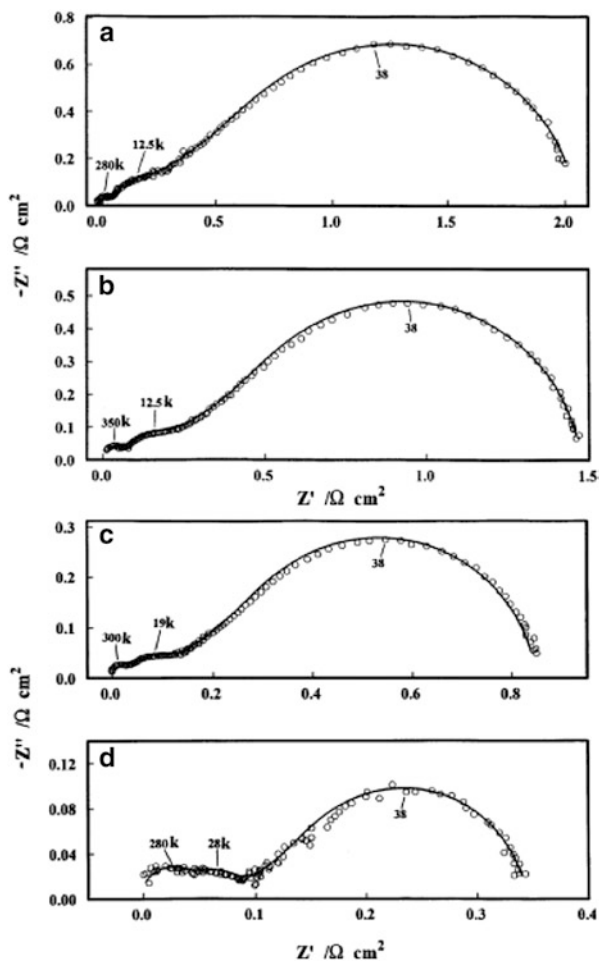 a
0.8
0.6
0.4
0.2
0.0
280k
12.5k
38
0.0 0.5 1.0 1.5 2.0
-Z'' /Ω cm²
b
0.5
0.4
0.3
0.2
0.1
0.0
350k
12.5k
38
0.0 0.5 1.0 1.5
Z' /Ω cm²
c
0.3
0.2
0.1
0.0
300k
19k
38
0.0 0.2 0.4 0.6 0.8
-Z'' /Ω cm²
d
0.12
0.08
0.04
0.00
280k
28k
38
0.0 0.1 0.2 0.3 0.4
Z' /Ω cm²